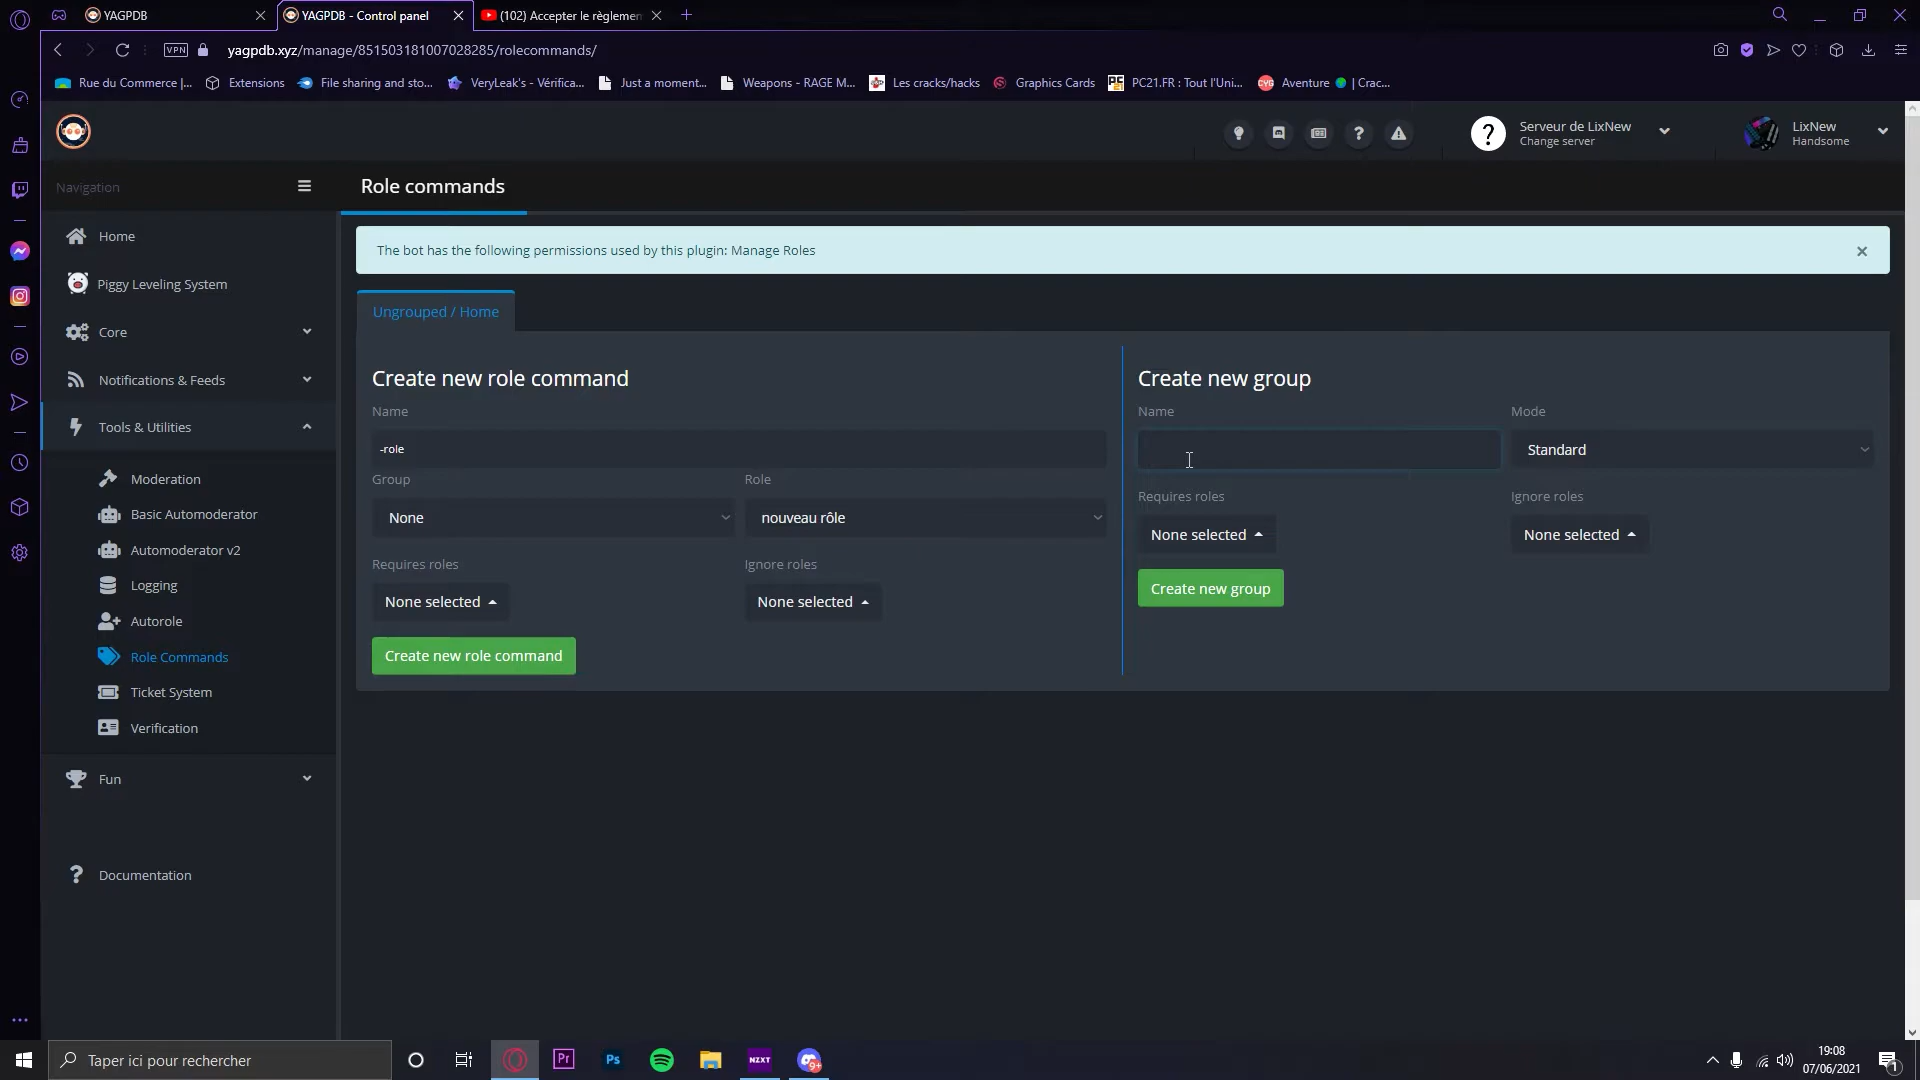 YAGPDB
YAGPDB - Control panel
(102) Accepter le règlemen
VPN
yagpdb.xyz/manage/851503181007028285/rolecommands/
Rue du Commerce |...
Extensions
File sharing and sto...
VeryLeak's - Vérifica...
Just a moment...
Weapons - RAGE M...
Les cracks/hacks
Graphics Cards
PC21.FR : Tout l'Uni...
Aventure | Crac...
Serveur de LixNew
Change server
LixNew
Handsome
Navigation
Role commands
Home
Piggy Leveling System
Core
Notifications & Feeds
Tools & Utilities
Moderation
Basic Automoderator
Automoderator v2
Logging
Autorole
Role Commands
Ticket System
Verification
Fun
Documentation
The bot has the following permissions used by this plugin: Manage Roles
Ungrouped / Home
Create new role command
Name
-role
Group
Role
None
nouveau rôle
Requires roles
Ignore roles
None selected
None selected
Create new role command
Create new group
Name
Mode
Standard
Requires roles
Ignore roles
None selected
None selected
Create new group
Taper ici pour rechercher
Pr
Ps
NZXT
9+
19:08
07/06/2021
1